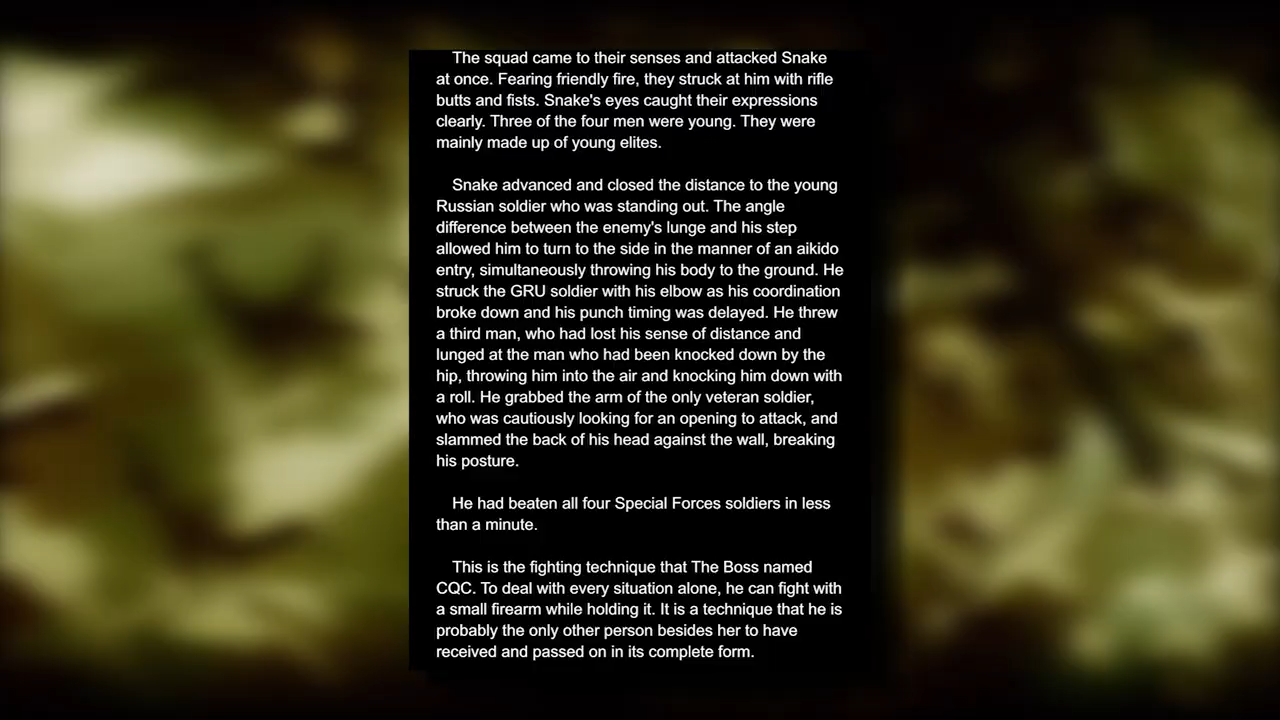 The squad came to their senses and attacked Snake
at once. Fearing friendly fire, they struck at him with rifle
butts and fists. Snake's eyes caught their expressions
clearly. Three of the four men were young. They were
mainly made up of young elites.
Snake advanced and closed the distance to the young
Russian soldier who was standing out. The angle
difference between the enemy's lunge and his step
allowed him to turn to the side in the manner of an aikido
entry, simultaneously throwing his body to the ground. He
struck the GRU soldier with his elbow as his coordination
broke down and his punch timing was delayed. He threw
a third man, who had lost his sense of distance and
lunged at the man who had been knocked down by the
hip, throwing him into the air and knocking him down with
a roll. He grabbed the arm of the only veteran soldier,
who was cautiously looking for an opening to attack, and
slammed the back of his head against the wall, breaking
his posture.
He had beaten all four Special Forces soldiers in less
than a minute.
This is the fighting technique that The Boss named
CQC. To deal with every situation alone, he can fight with
a small firearm while holding it. It is a technique that he is
probably the only other person besides her to have
received and passed on in its complete form.